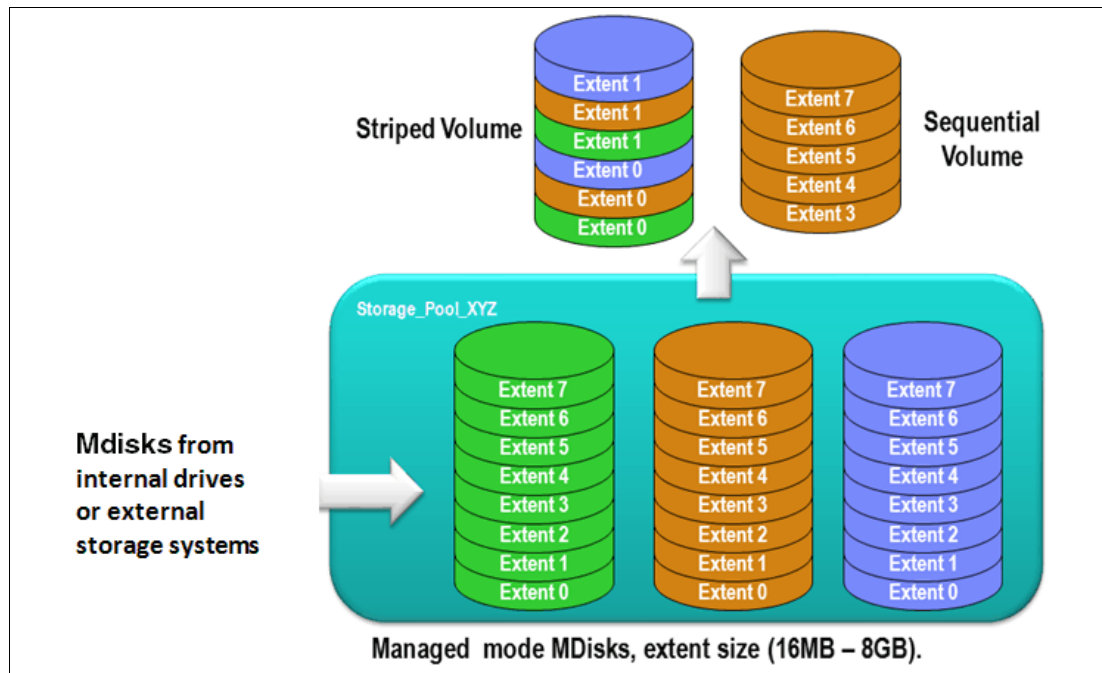 Striped Volume
Extent 1
Extent 1
Extent 1
Extent 0
Extent 0
Extent 0
Extent 7
Extent 6
Extent 5
Extent 4
Extent 3
Sequential
Volume
Storage_Pool_XYZ
Mdisks from
internal drives
or external
storage systems
Extent 7
Extent 6
Extent 5
Extent 4
Extent 3
Extent 2
Extent 1
Extent 0
Extent 7
Extent 6
Extent 5
Extent 4
Extent 3
Extent 2
Extent 1
Extent 0
Extent 7
Extent 6
Extent 5
Extent 4
Extent 3
Extent 2
Extent 1
Extent 0
Managed mode MDisks, extent size (16MB – 8GB).